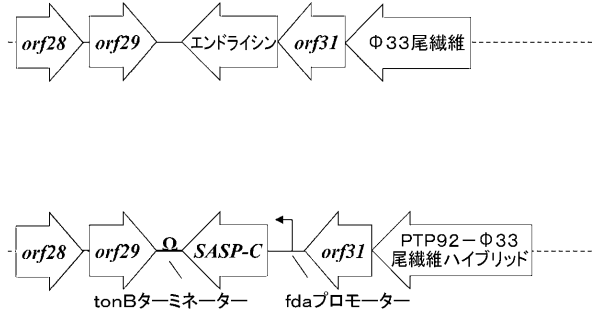 orf28 orf29 エンドライシン orf31 Φ33尾繊維
Ω
orf28 orf29 SASP-C orf31 PTP92-Φ33
尾繊維ハイブリッド
tonBターミネーター fdaプロモーター